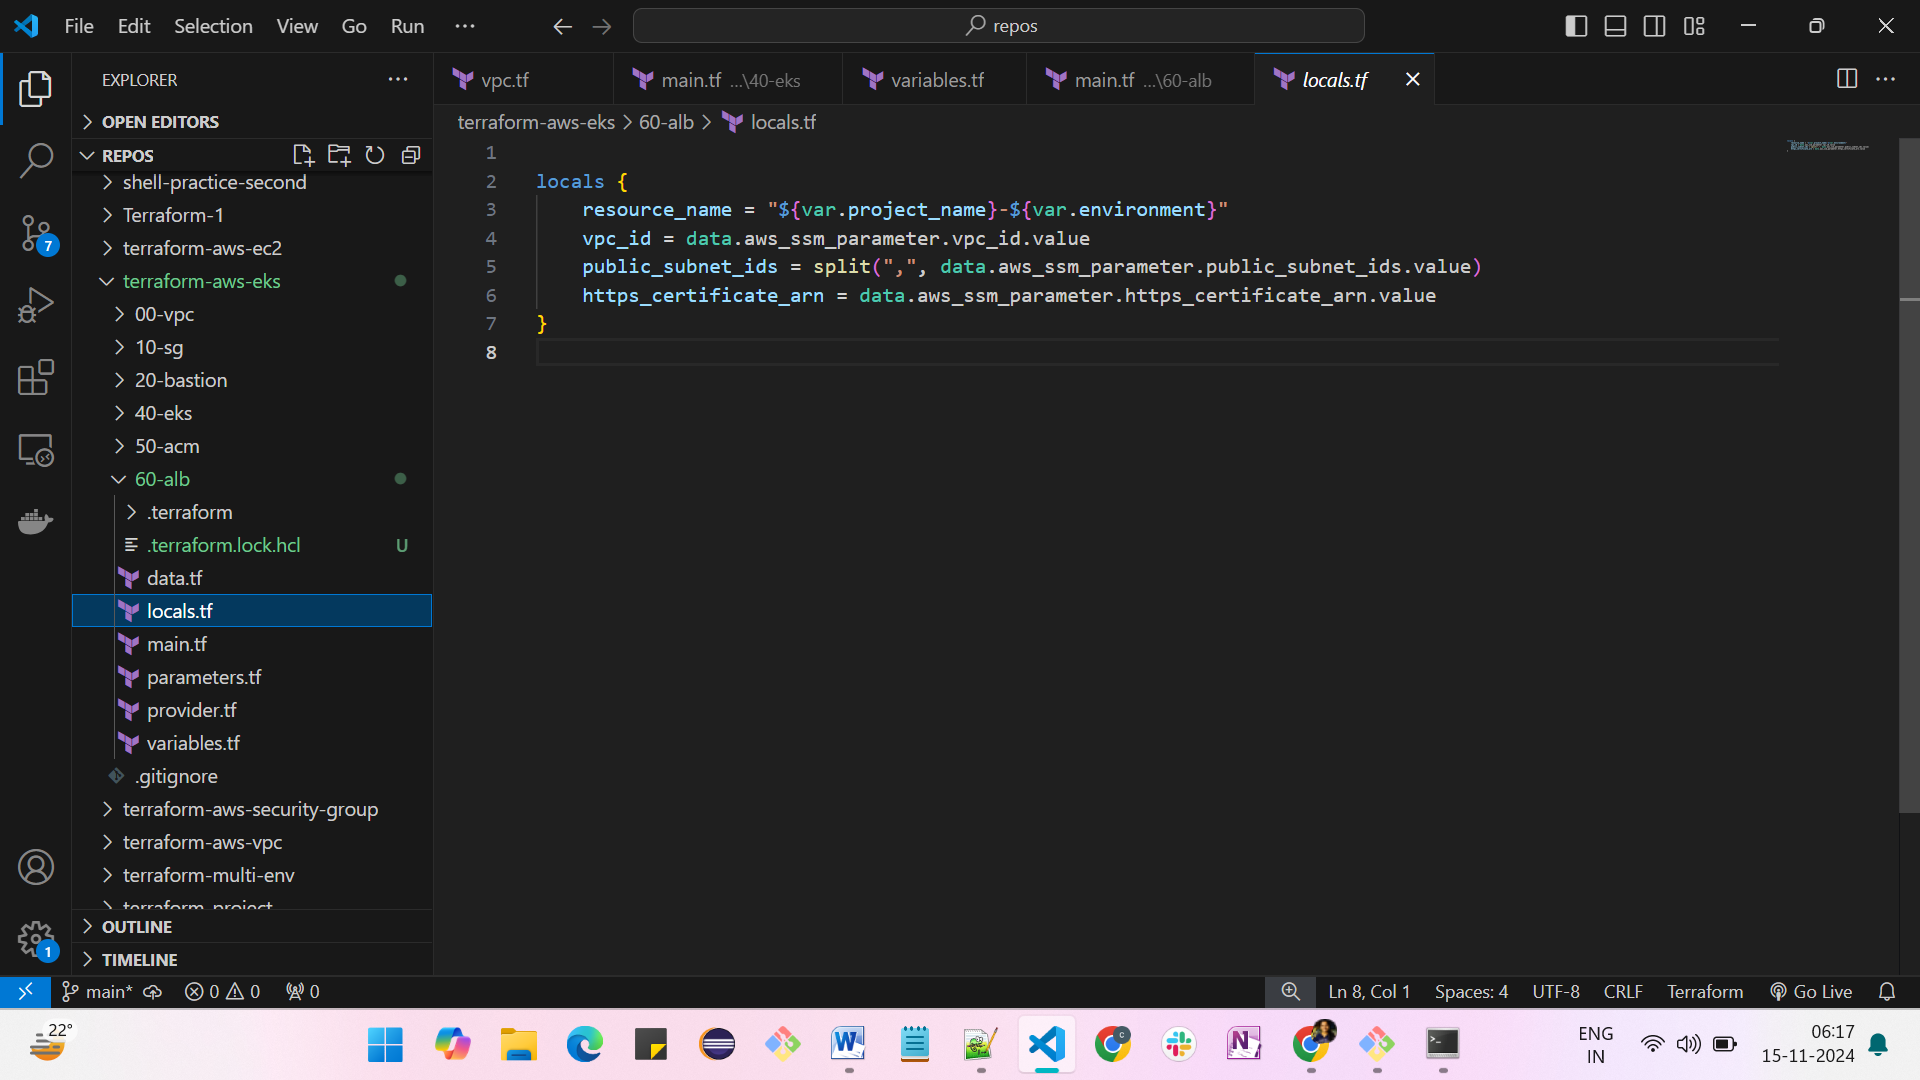 File Edit Selection View Go Run ···
repos
EXPLORER ···
OPEN EDITORS
REPOS
shell-practice-second
Terraform-1
terraform-aws-ec2
terraform-aws-eks
00-vpc
10-sg
20-bastion
40-eks
50-acm
60-alb
.terraform
.terraform.lock.hcl U
data.tf
locals.tf
main.tf
parameters.tf
provider.tf
variables.tf
.gitignore
terraform-aws-security-group
terraform-aws-vpc
terraform-multi-env
terraform-project
OUTLINE
TIMELINE
7
1
vpc.tf main.tf ...\40-eks variables.tf main.tf ...\60-alb locals.tf
terraform-aws-eks > 60-alb > locals.tf
1
2 locals {
3 resource_name = "${var.project_name}-${var.environment}"
4 vpc_id = data.aws_ssm_parameter.vpc_id.value
5 public_subnet_ids = split(",", data.aws_ssm_parameter.public_subnet_ids.value)
6 https_certificate_arn = data.aws_ssm_parameter.https_certificate_arn.value
7 }
8
main* 0 0 0 Ln 8, Col 1 Spaces: 4 UTF-8 CRLF Terraform Go Live
22°
ENG
IN
06:17
15-11-2024